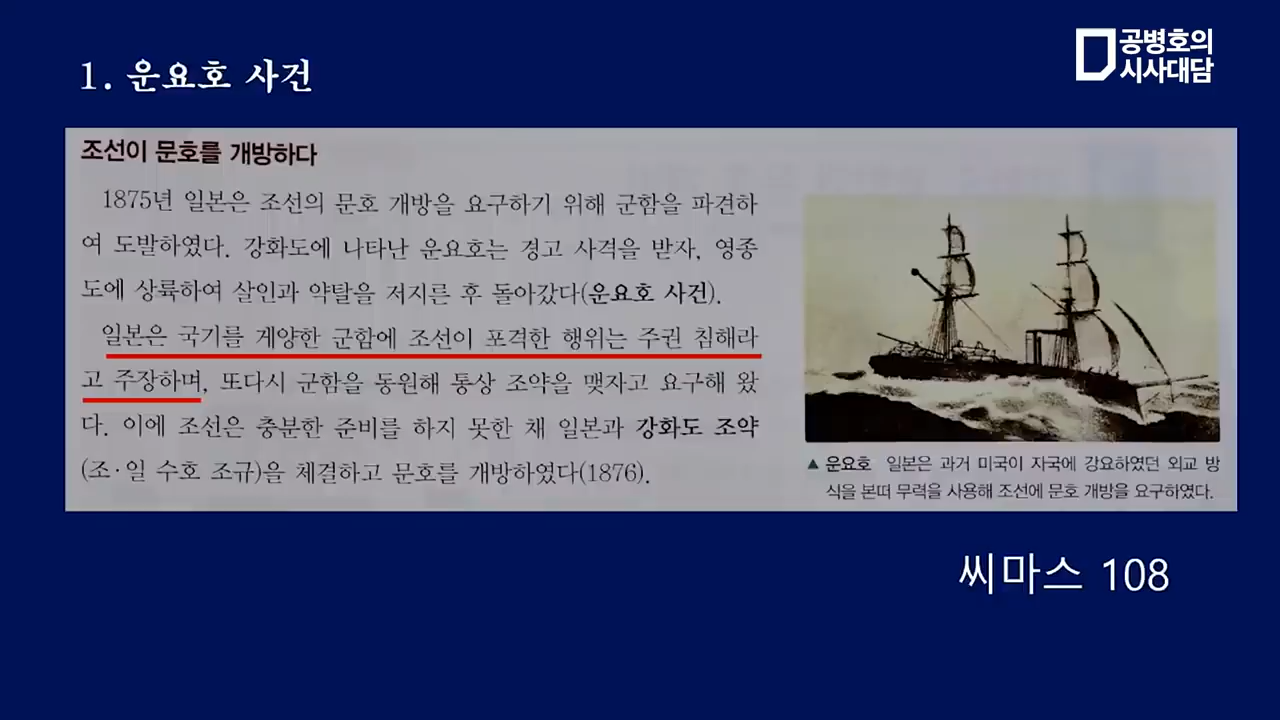 공병호의
시사대담
1. 운요호 사건
조선이 문호를 개방하다
1875년 일본은 조선의 문호 개방을 요구하기 위해 군함을 파견하
여 도발하였다. 강화도에 나타난 운요호는 경고 사격을 받자, 영종
도에 상륙하여 살인과 약탈을 저지른 후 돌아갔다(운요호 사건).
일본은 국기를 게양한 군함에 조선이 포격한 행위는 주권 침해라
고 주장하며, 또다시 군함을 동원해 통상 조약을 맺자고 요구해 왔
다. 이에 조선은 충분한 준비를 하지 못한 채 일본과 강화도 조약
(조·일 수호 조규)을 체결하고 문호를 개방하였다(1876).
▲ 운요호 일본은 과거 미국이 자국에 강요하였던 외교 방
식을 본떠 무력을 사용해 조선에 문호 개방을 요구하였다.
씨마스 108